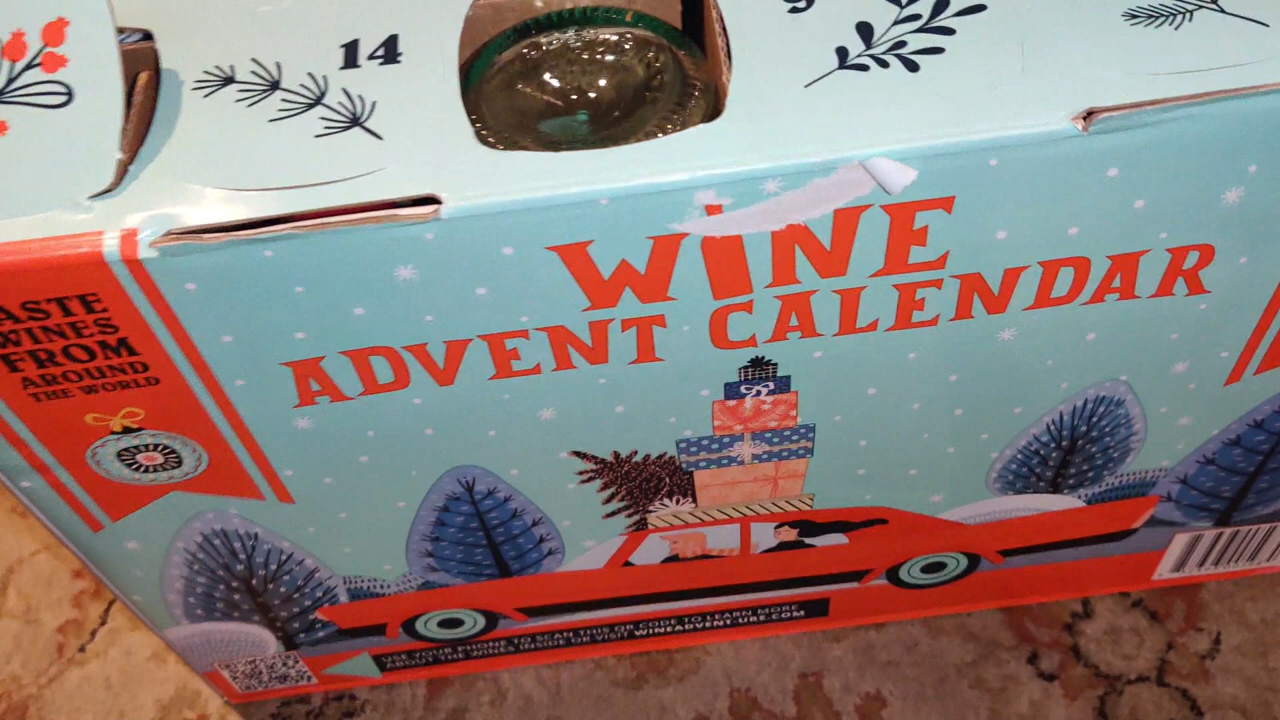 14
WINE
ADVENT CALENDAR
WINES
FROM
AROUND
THE WORLD
USE YOUR PHONE TO SCAN THIS QR CODE TO LEARN MORE
ABOUT THE WINES INSIDE OR VISIT WINEADVENT-URE.COM